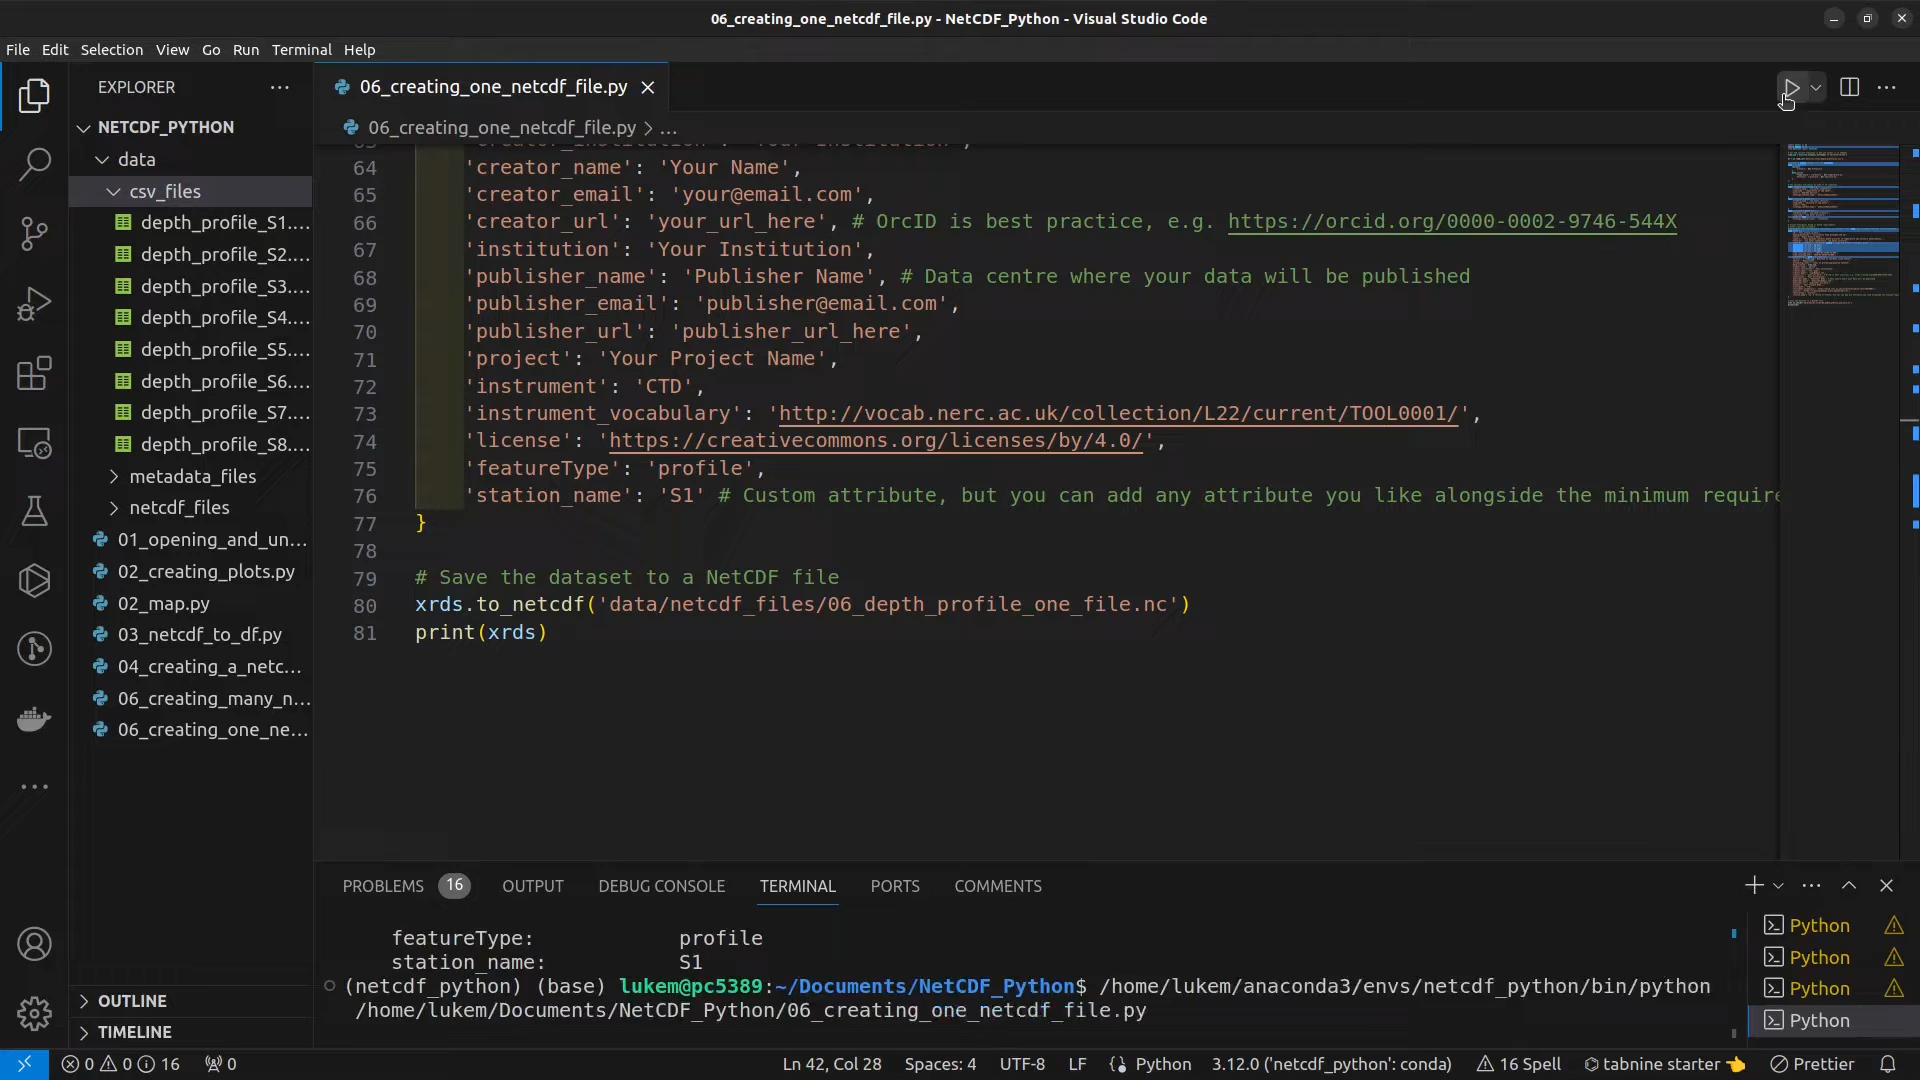 06_creating_one_netcdf_file.py - NetCDF_Python - Visual Studio Code
File Edit Selection View Go Run Terminal Help
EXPLORER
NETCDF_PYTHON
data
csv_files
depth_profile_S1....
depth_profile_S2....
depth_profile_S3....
depth_profile_S4....
depth_profile_S5....
depth_profile_S6....
depth_profile_S7....
depth_profile_S8....
metadata_files
netcdf_files
01_opening_and_un...
02_creating_plots.py
02_map.py
03_netcdf_to_df.py
04_creating_a_netc...
06_creating_many_n...
06_creating_one_ne...
OUTLINE
TIMELINE
06_creating_one_netcdf_file.py
06_creating_one_netcdf_file.py > ...
64 'creator_name': 'Your Name',
65 'creator_email': 'your@email.com',
66 'creator_url': 'your_url_here', # OrcID is best practice, e.g. https://orcid.org/0000-0002-9746-544X
67 'institution': 'Your Institution',
68 'publisher_name': 'Publisher Name', # Data centre where your data will be published
69 'publisher_email': 'publisher@email.com',
70 'publisher_url': 'publisher_url_here',
71 'project': 'Your Project Name',
72 'instrument': 'CTD',
73 'instrument_vocabulary': 'http://vocab.nerc.ac.uk/collection/L22/current/TOOL0001/',
74 'license': 'https://creativecommons.org/licenses/by/4.0/',
75 'featureType': 'profile',
76 'station_name': 'S1' # Custom attribute, but you can add any attribute you like alongside the minimum require
77 }
78
79 # Save the dataset to a NetCDF file
80 xrds.to_netcdf('data/netcdf_files/06_depth_profile_one_file.nc')
81 print(xrds)
PROBLEMS 16 OUTPUT DEBUG CONSOLE TERMINAL PORTS COMMENTS
featureType: profile
station_name: S1
(netcdf_python) (base) lukem@pc5389:~/Documents/NetCDF_Python$ /home/lukem/anaconda3/envs/netcdf_python/bin/python
/home/lukem/Documents/NetCDF_Python/06_creating_one_netcdf_file.py
Python
Python
Python
Python
0 0 16 0 Ln 42, Col 28 Spaces: 4 UTF-8 LF Python 3.12.0 ('netcdf_python': conda) 16 Spell tabnine starter Prettier